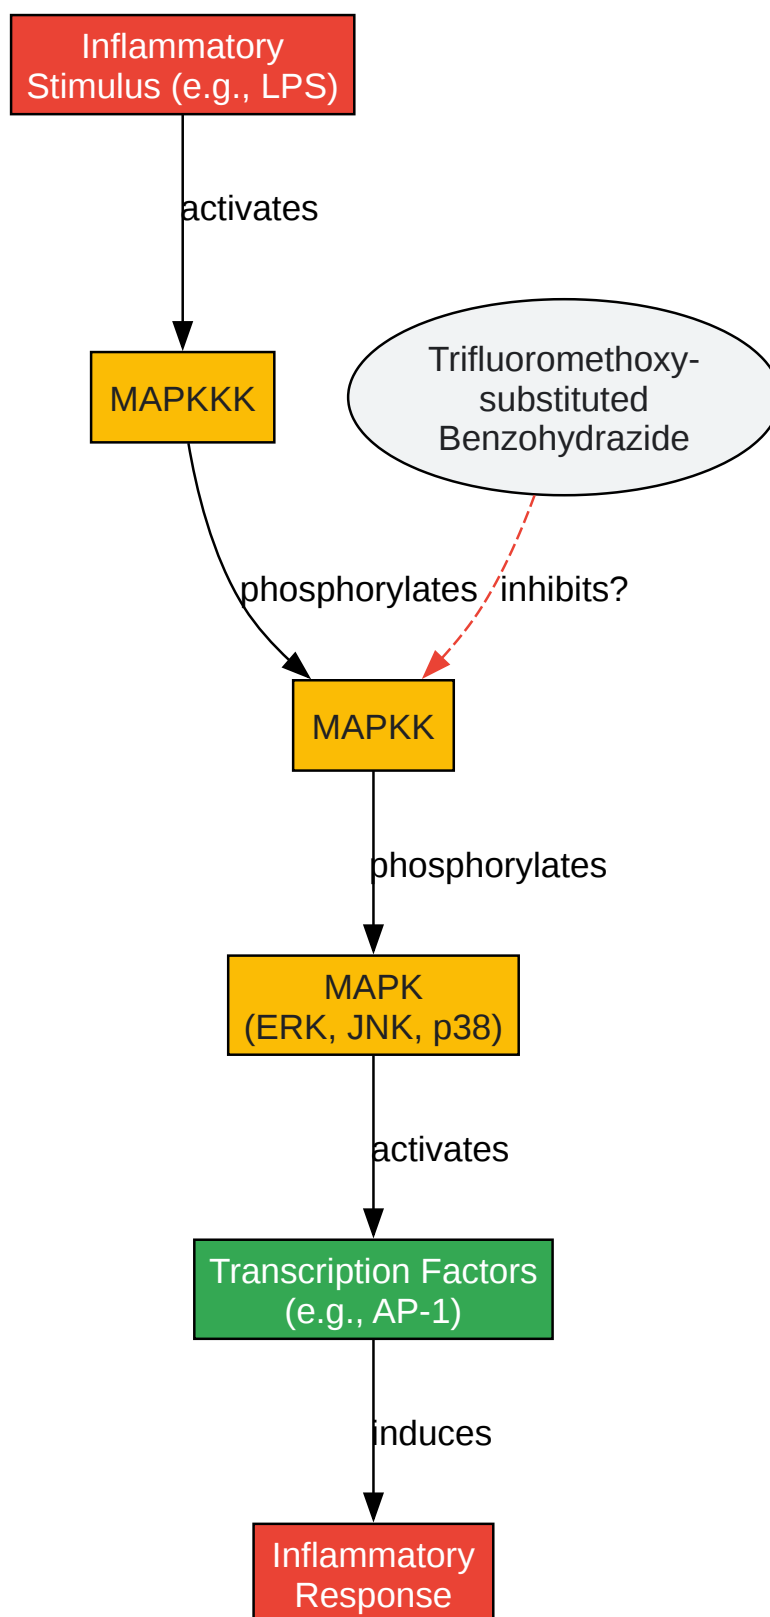 Inflammatory
Stimulus (e.g., LPS)
activates
MAPKKK
Trifluoromethoxy-
substituted
Benzohydrazide
phosphorylates
inhibits?
MAPKK
phosphorylates
MAPK
(ERK, JNK, p38)
activates
Transcription Factors
(e.g., AP-1)
induces
Inflammatory
Response